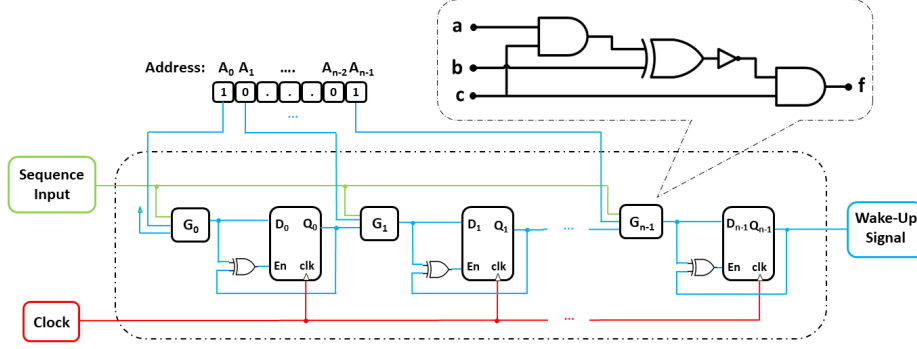 a
b
c
f
Address: A0 A1 .... An-2 An-1
1 0 . . . 0 1
...
Sequence Input
G0
D0 Q0
En clk
G1
D1 Q1
En clk
...
Gn-1
Dn-1 Qn-1
En clk
Wake-Up Signal
Clock
...